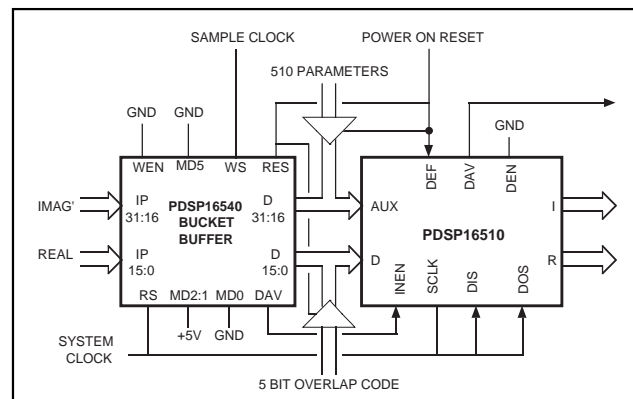 SAMPLE CLOCK
POWER ON RESET
510 PARAMETERS
GND
GND
GND
WEN
MD5
WS
RES
DEF
DAV
DEN
IMAG'
IP
31:16
PDSP16540
BUCKET
BUFFER
D
31:16
AUX
PDSP16510
I
REAL
IP
15:0
D
15:0
D
R
INEN
SCLK
DIS
DOS
RS
MD2:1
MD0
DAV
SYSTEM
CLOCK
+5V
GND
5 BIT OVERLAP CODE